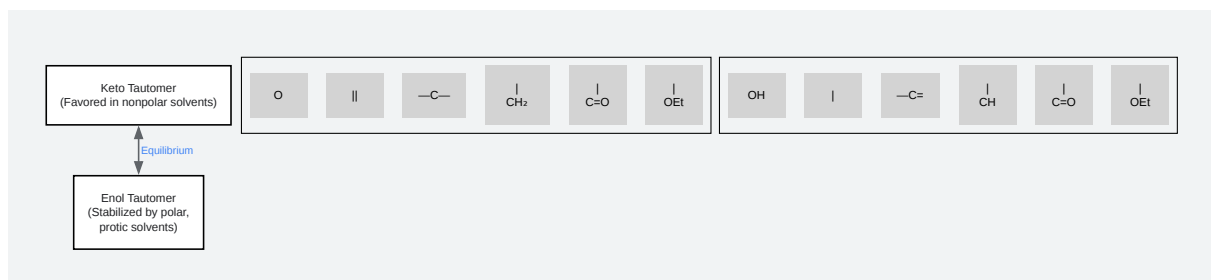 Keto Tautomer
(Favored in nonpolar solvents)
O
||
—C—
|
CH₂
|
C=O
|
OEt
OH
|
—C=
|
CH
|
C=O
|
OEt
Equilibrium
Enol Tautomer
(Stabilized by polar,
protic solvents)